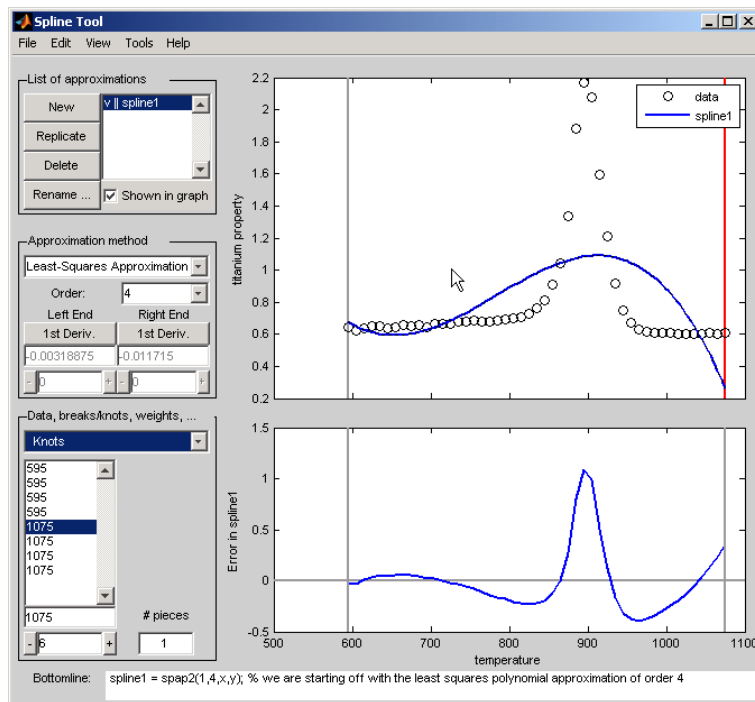 Spline Tool
File Edit View Tools Help
List of approximations
New
Replicate
Delete
Rename ...
v || spline1
Shown in graph
Approximation method
Least-Squares Approximation
Order: 4
Left End Right End
1st Deriv. 1st Deriv.
-0.00318875 -0.011715
- 0 + - 0 +
Data, breaks/knots, weights, ...
Knots
595
595
595
595
1075
1075
1075
1075
1075
# pieces
- 6 +
1
2.2
2
1.8
1.6
1.4
1.2
1
0.8
0.6
0.4
0.2
titanium property
data
spline1
1.5
1
0.5
0
-0.5
Error in spline1
500 600 700 800 900 1000 1100
temperature
Bottomline: spline1 = spap2(1,4,x,y); % we are starting off with the least squares polynomial approximation of order 4